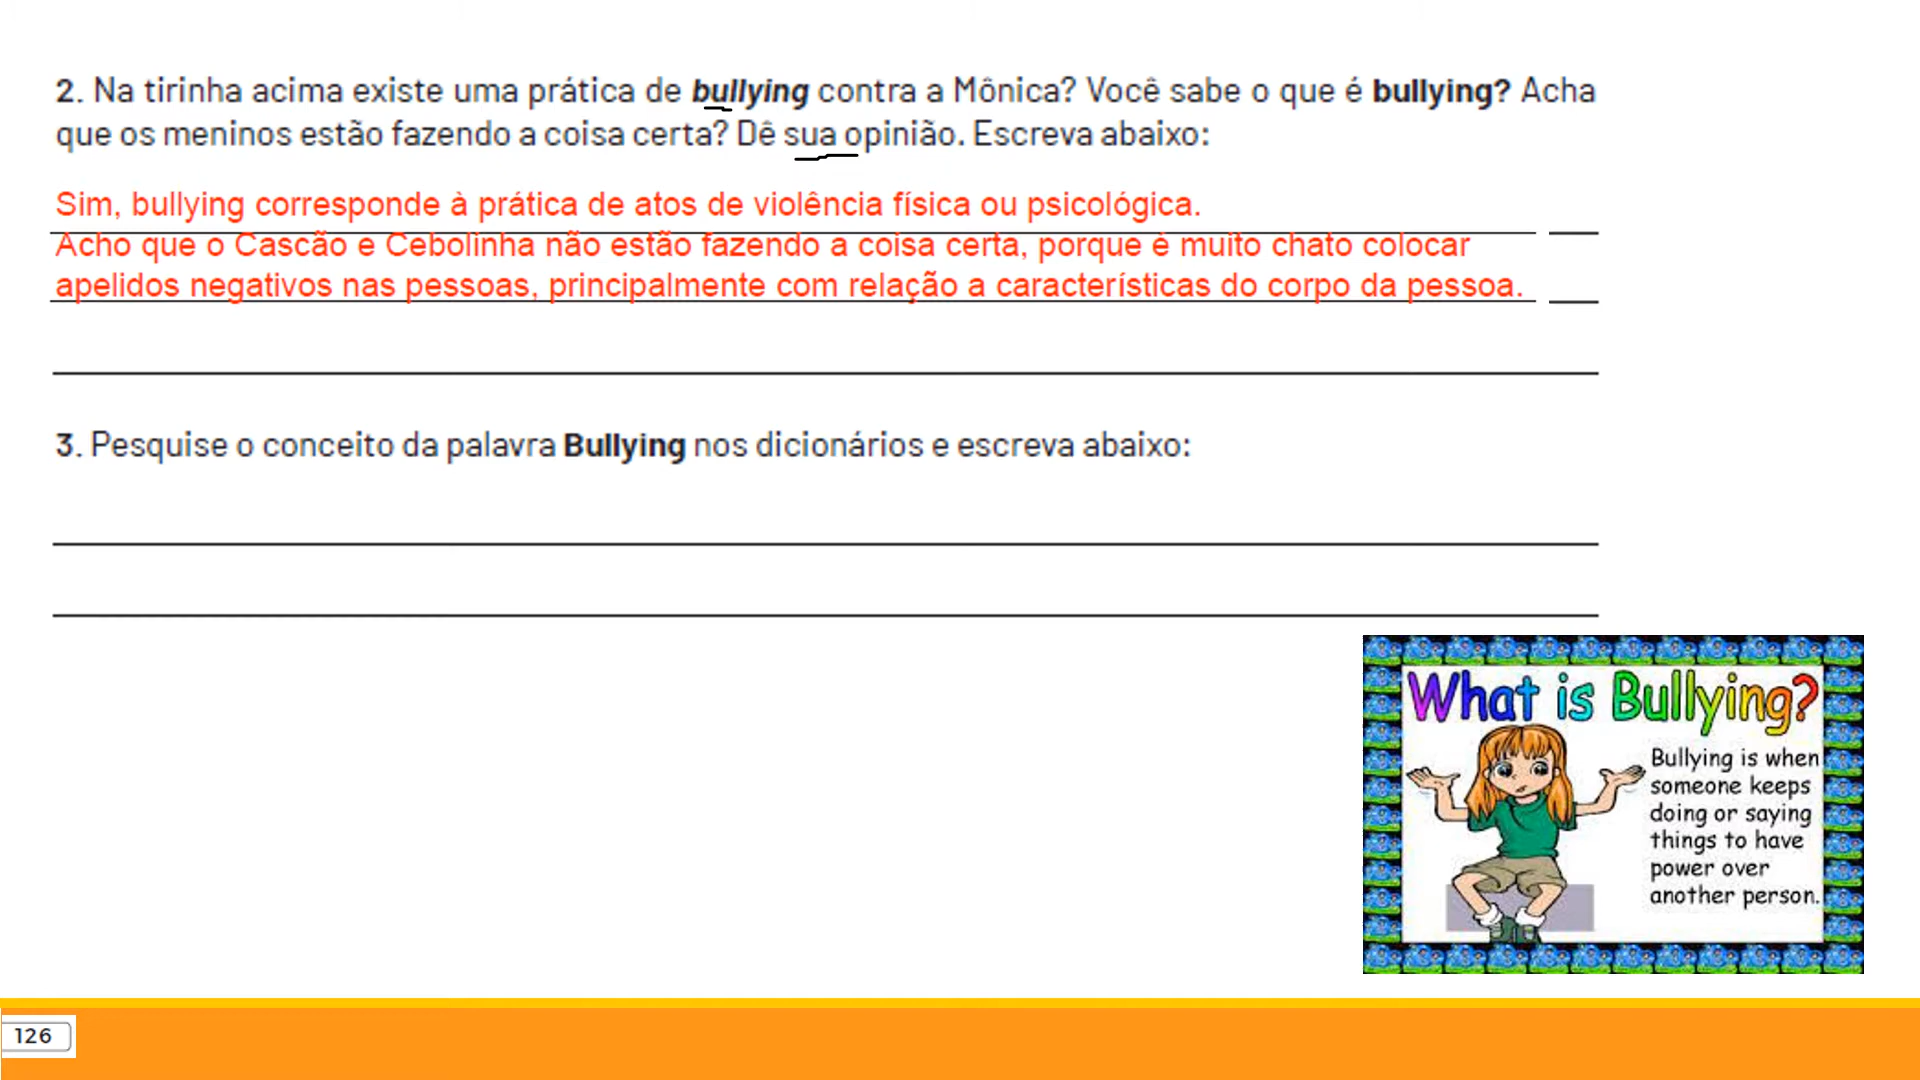 2. Na tirinha acima existe uma prática de bullying contra a Mônica? Você sabe o que é bullying? Acha
que os meninos estão fazendo a coisa certa? Dê sua opinião. Escreva abaixo:
Sim, bullying corresponde à prática de atos de violência física ou psicológica.
Acho que o Cascão e Cebolinha não estão fazendo a coisa certa, porque é muito chato colocar
apelidos negativos nas pessoas, principalmente com relação a características do corpo da pessoa.
3. Pesquise o conceito da palavra Bullying nos dicionários e escreva abaixo:
What is Bullying?
Bullying is when
someone keeps
doing or saying
things to have
power over
another person.
126